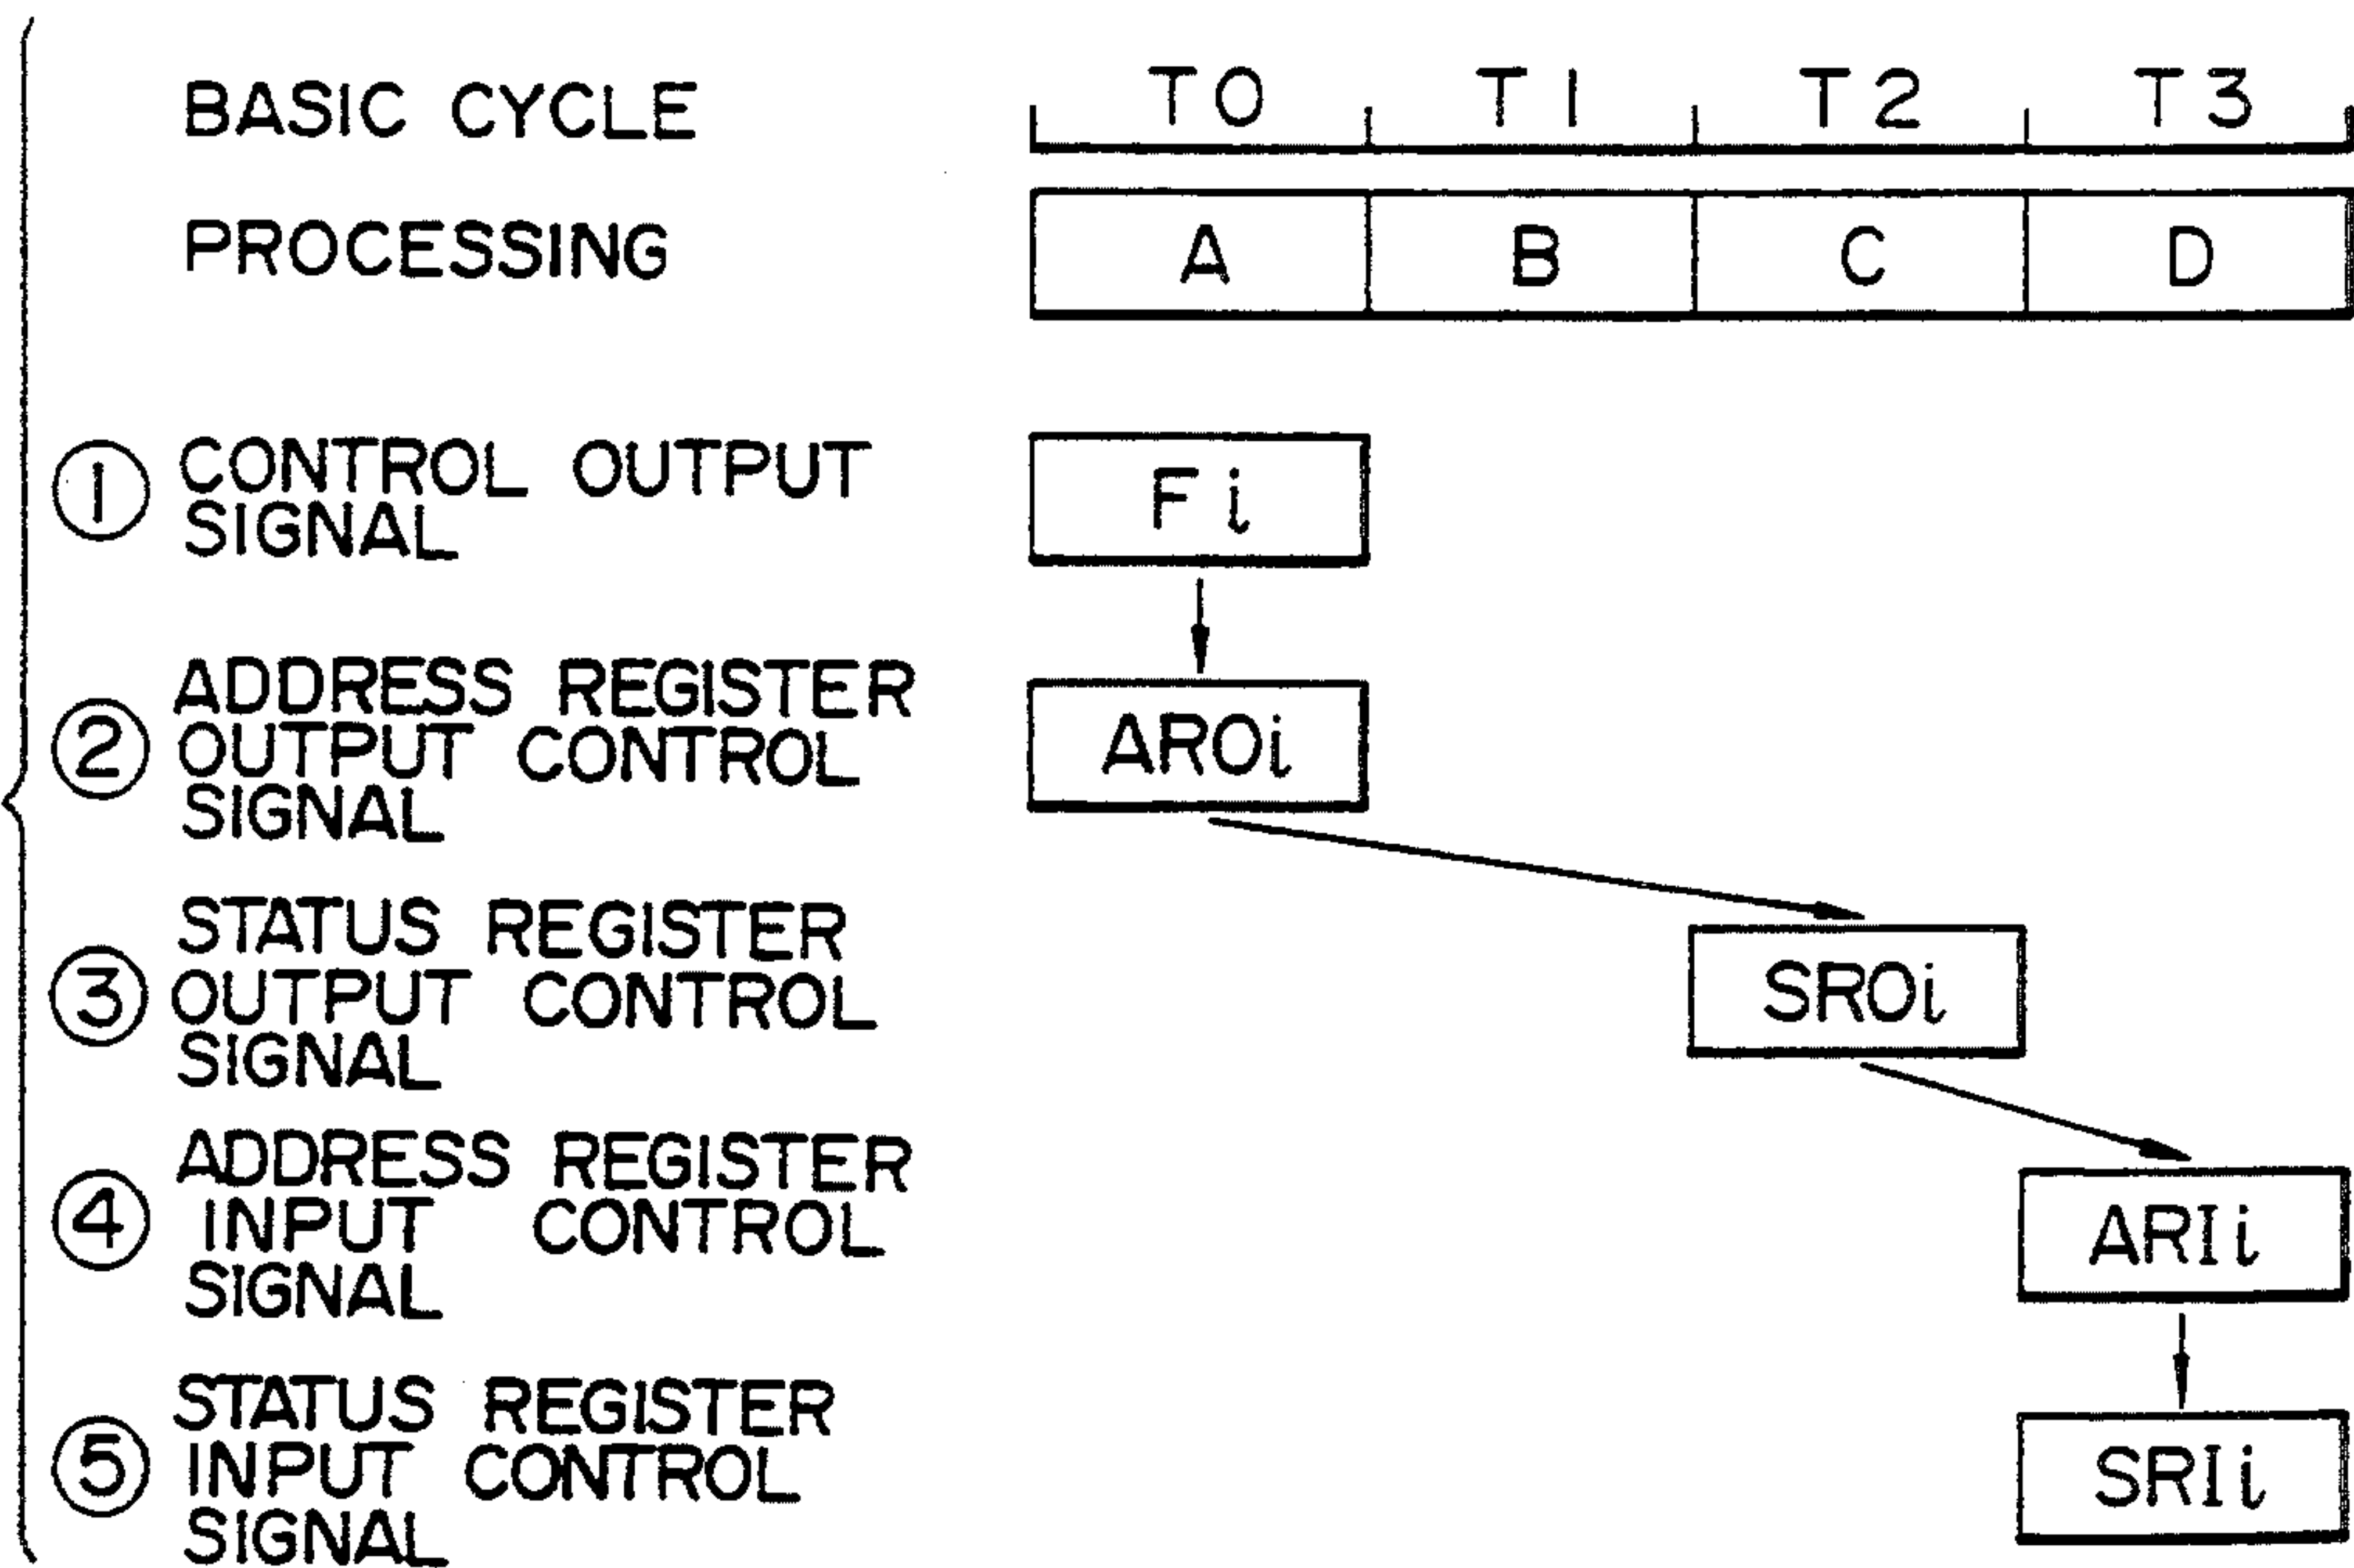 BASIC CYCLE T0 T1 T2 T3
PROCESSING A B C D
① CONTROL OUTPUT
SIGNAL
Fi
② ADDRESS REGISTER
OUTPUT CONTROL
SIGNAL
AROi
③ STATUS REGISTER
OUTPUT CONTROL
SIGNAL
SROi
④ ADDRESS REGISTER
INPUT CONTROL
SIGNAL
ARIi
⑤ STATUS REGISTER
INPUT CONTROL
SIGNAL
SRIi